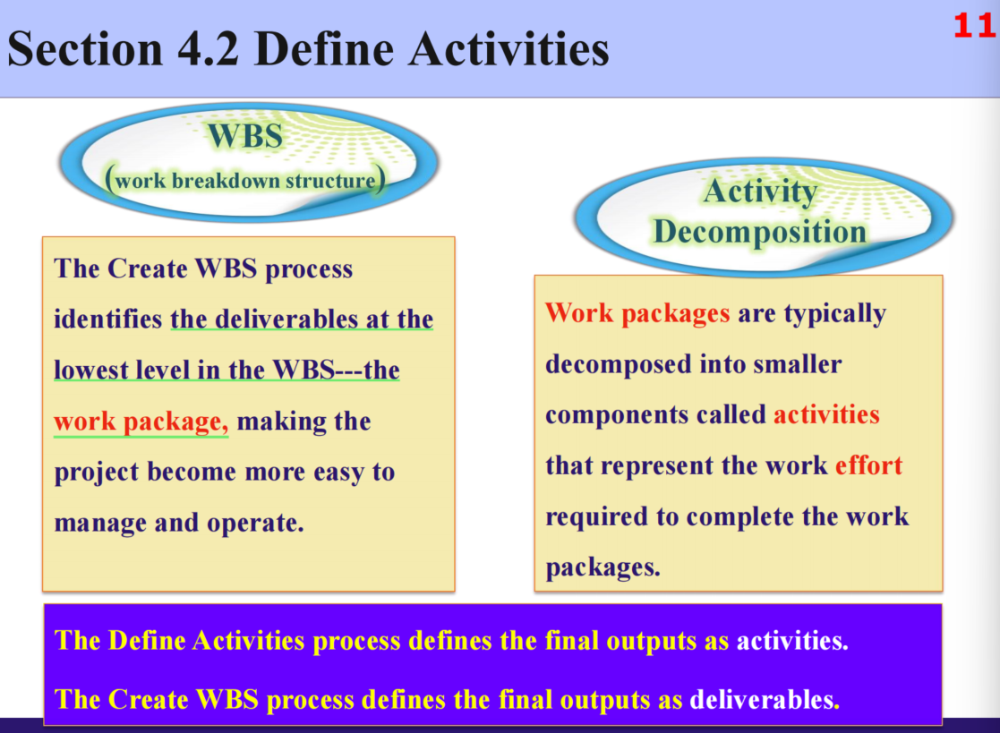 Section 4.2 Define Activities
11
WBS
(work breakdown structure)
The Create WBS process
identifies the deliverables at the
lowest level in the WBS---the
work package, making the
project become more easy to
manage and operate.
Activity
Decomposition
Work packages are typically
decomposed into smaller
components called activities
that represent the work effort
required to complete the work
packages.
The Define Activities process defines the final outputs as activities.
The Create WBS process defines the final outputs as deliverables.